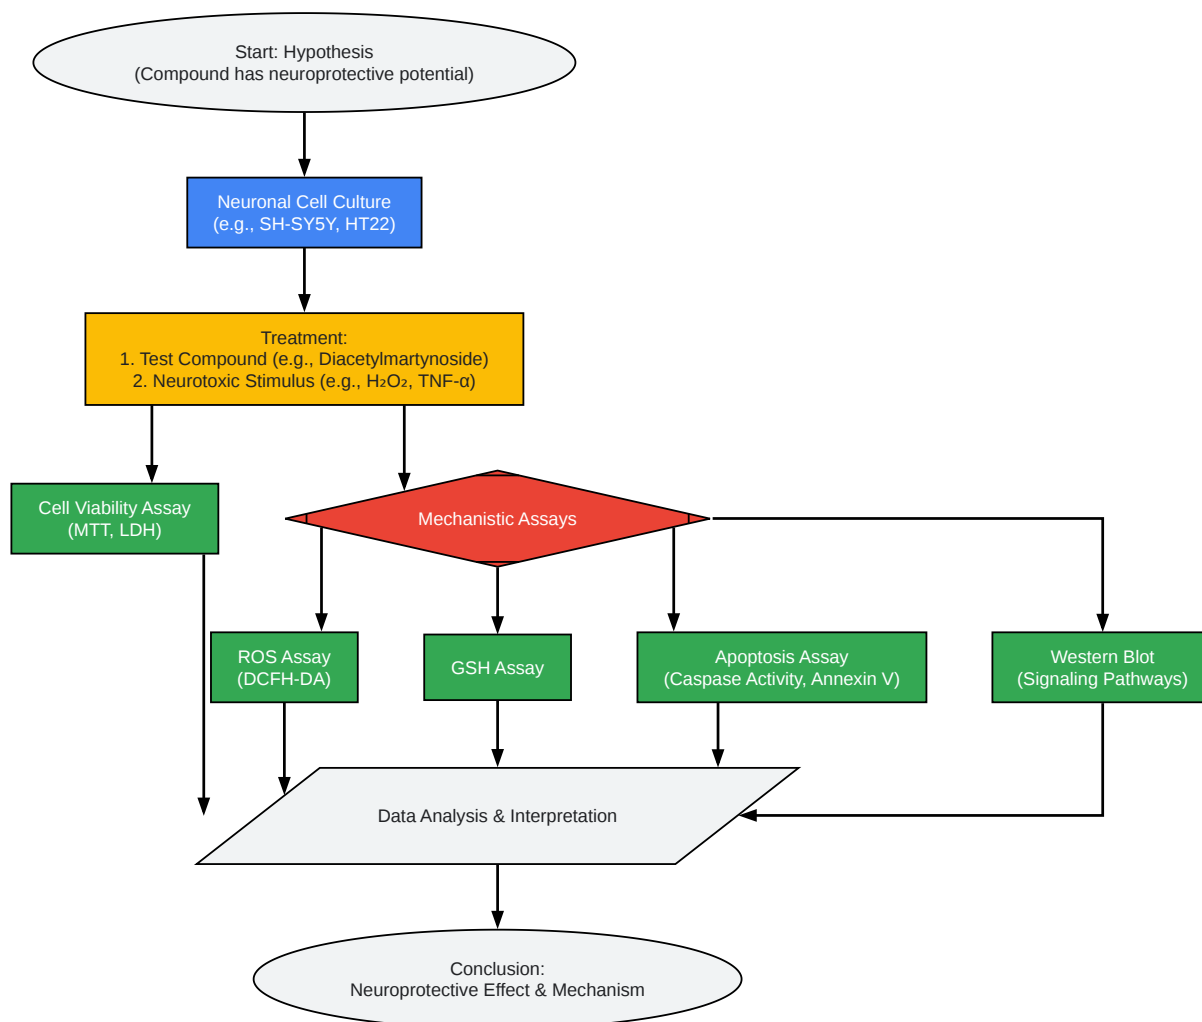 Start: Hypothesis
(Compound has neuroprotective potential)
Neuronal Cell Culture
(e.g., SH-SY5Y, HT22)
Treatment:
1. Test Compound (e.g., Diacetylmartynoside)
2. Neurotoxic Stimulus (e.g., H₂O₂, TNF-α)
Cell Viability Assay
(MTT, LDH)
Mechanistic Assays
ROS Assay
(DCFH-DA)
GSH Assay
Apoptosis Assay
(Caspase Activity, Annexin V)
Western Blot
(Signaling Pathways)
Data Analysis & Interpretation
Conclusion:
Neuroprotective Effect & Mechanism